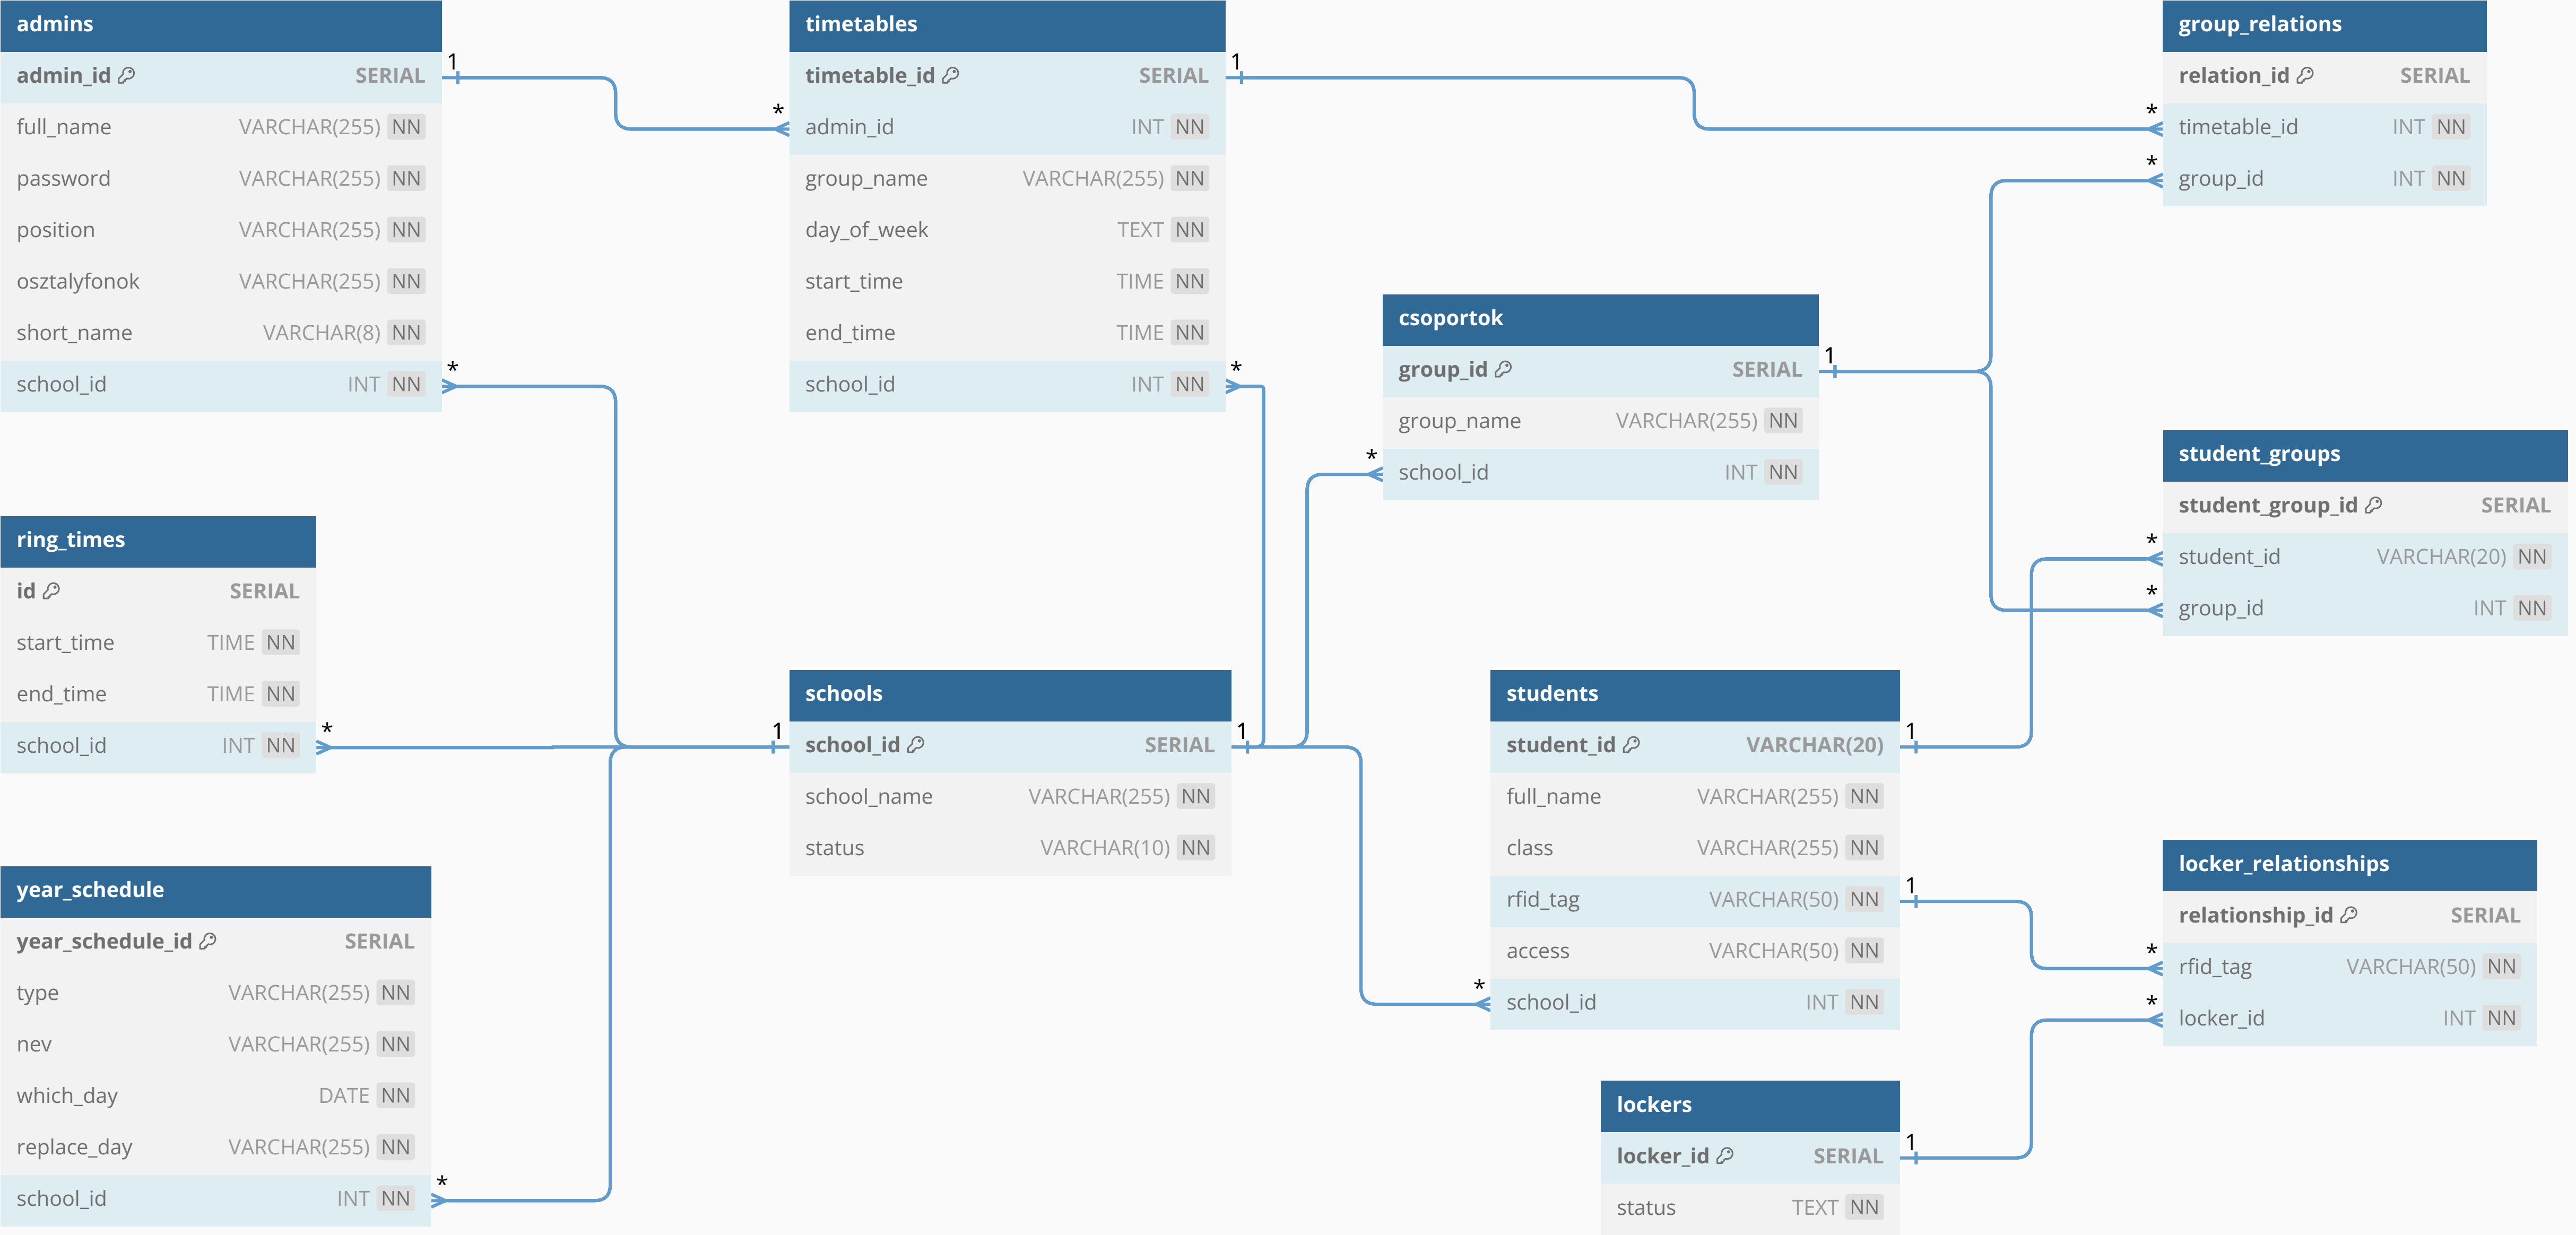 admins
admin_id SERIAL
full_name VARCHAR(255) NN
password VARCHAR(255) NN
position VARCHAR(255) NN
osztalyfonok VARCHAR(255) NN
short_name VARCHAR(8) NN
school_id INT NN
1
*
timetables
timetable_id SERIAL
admin_id INT NN
group_name VARCHAR(255) NN
day_of_week TEXT NN
start_time TIME NN
end_time TIME NN
school_id INT NN
*
1
*
group_relations
relation_id SERIAL
timetable_id INT NN
group_id INT NN
*
*
csoportok
group_id SERIAL
group_name VARCHAR(255) NN
school_id INT NN
1
*
student_groups
student_group_id SERIAL
student_id VARCHAR(20) NN
group_id INT NN
*
*
ring_times
id SERIAL
start_time TIME NN
end_time TIME NN
school_id INT NN
*
schools
school_id SERIAL
school_name VARCHAR(255) NN
status VARCHAR(10) NN
1
1
students
student_id VARCHAR(20)
full_name VARCHAR(255) NN
class VARCHAR(255) NN
rfid_tag VARCHAR(50) NN
access VARCHAR(50) NN
school_id INT NN
1
1
*
locker_relationships
relationship_id SERIAL
rfid_tag VARCHAR(50) NN
locker_id INT NN
*
*
year_schedule
year_schedule_id SERIAL
type VARCHAR(255) NN
nev VARCHAR(255) NN
which_day DATE NN
replace_day VARCHAR(255) NN
school_id INT NN
*
lockers
locker_id SERIAL
status TEXT NN
1